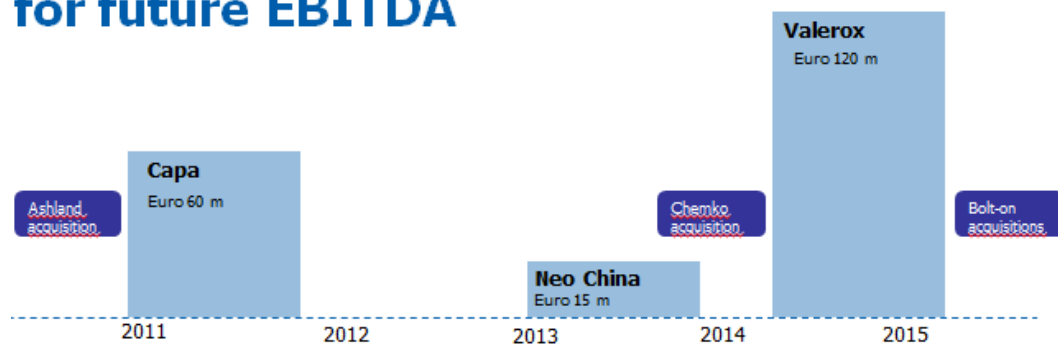 for future EBITDA
Valerox
Euro 120 m
Capa
Euro 60 m
Ashland
acquisition
Chemko
acquisition
Bolt-on
acquisitions
Neo China
Euro 15 m
2011
2012
2013
2014
2015